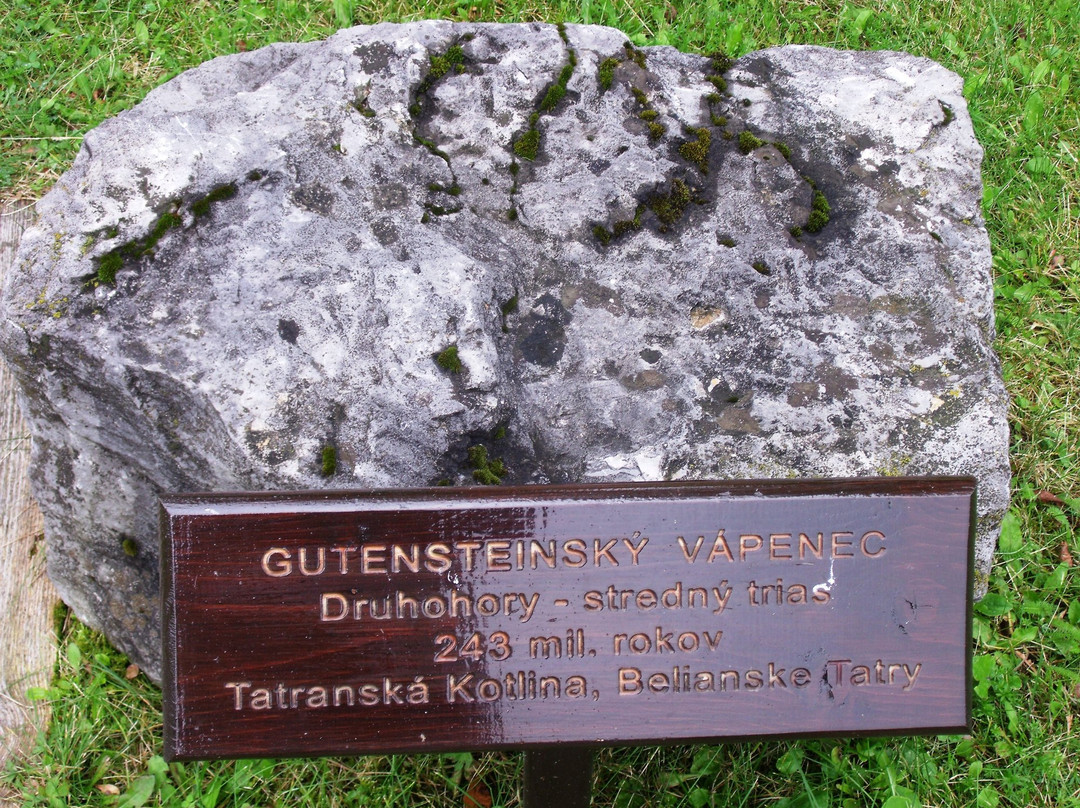 GUTENSTEINSKÝ VÁPENEC
Druhohory - stredný trias
243 mil. rokov
Tatranská Kotlina, Belianske Tatry